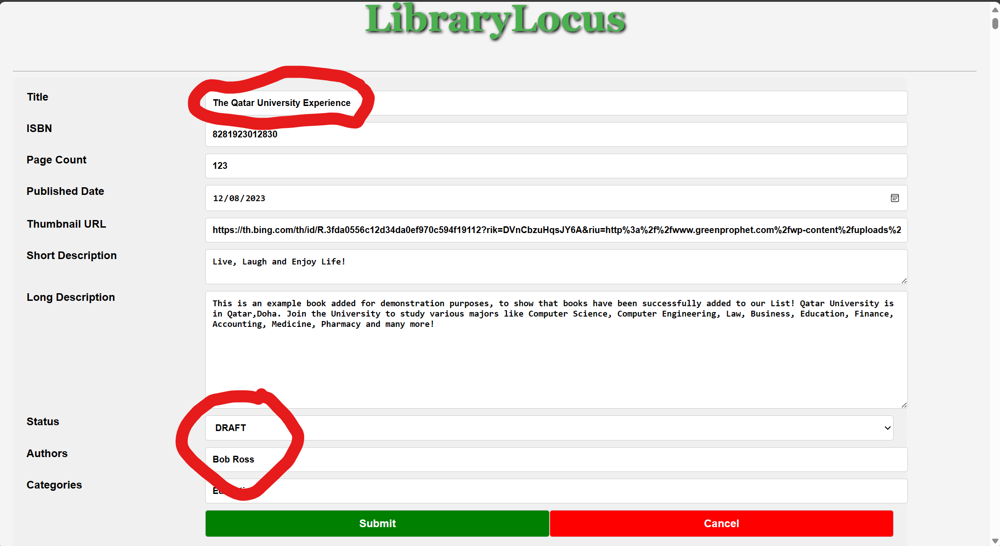 LibraryLocus
Title
The Qatar University Experience
ISBN
8281923012830
Page Count
123
Published Date
12/08/2023
Thumbnail URL
https://th.bing.com/th/id/R.3fda0556c12d34da0ef970c594f19112?rik=DVnCbzuHqsJY6A&riu=http%3a%2f%2fwww.greenprophet.com%2fwp-content%2fuploads%2
Short Description
Live, Laugh and Enjoy Life!
Long Description
This is an example book added for demonstration purposes, to show that books have been successfully added to our List! Qatar University is
in Qatar,Doha. Join the University to study various majors like Computer Science, Computer Engineering, Law, Business, Education, Finance,
Accounting, Medicine, Pharmacy and many more!
Status
DRAFT
Authors
Bob Ross
Categories
Submit
Cancel